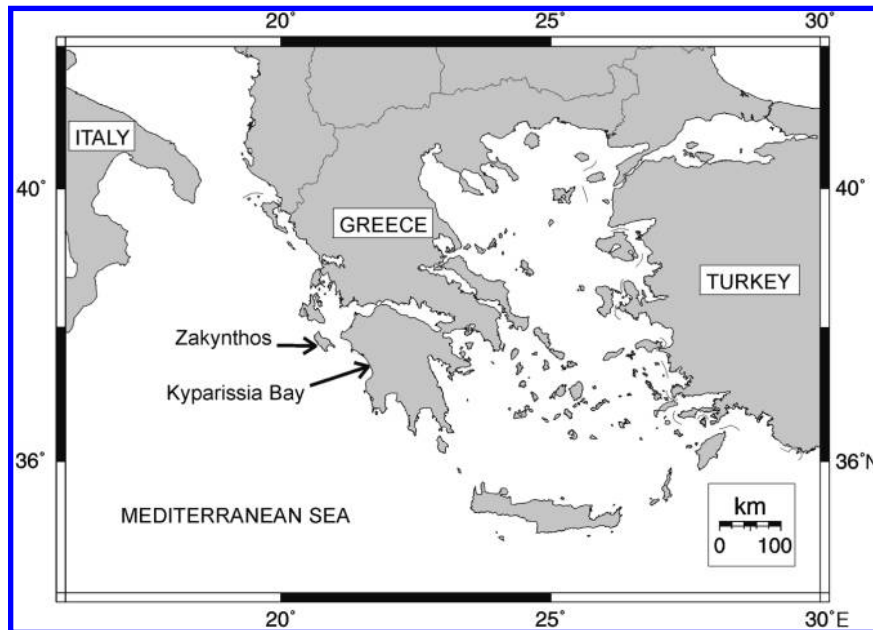 20°
25°
30°
ITALY
40°
40°
GREECE
TURKEY
Zakynthos
Kyparissia Bay
36°
36°N
MEDITERRANEAN SEA
km
0 100
20°
25°
30°E